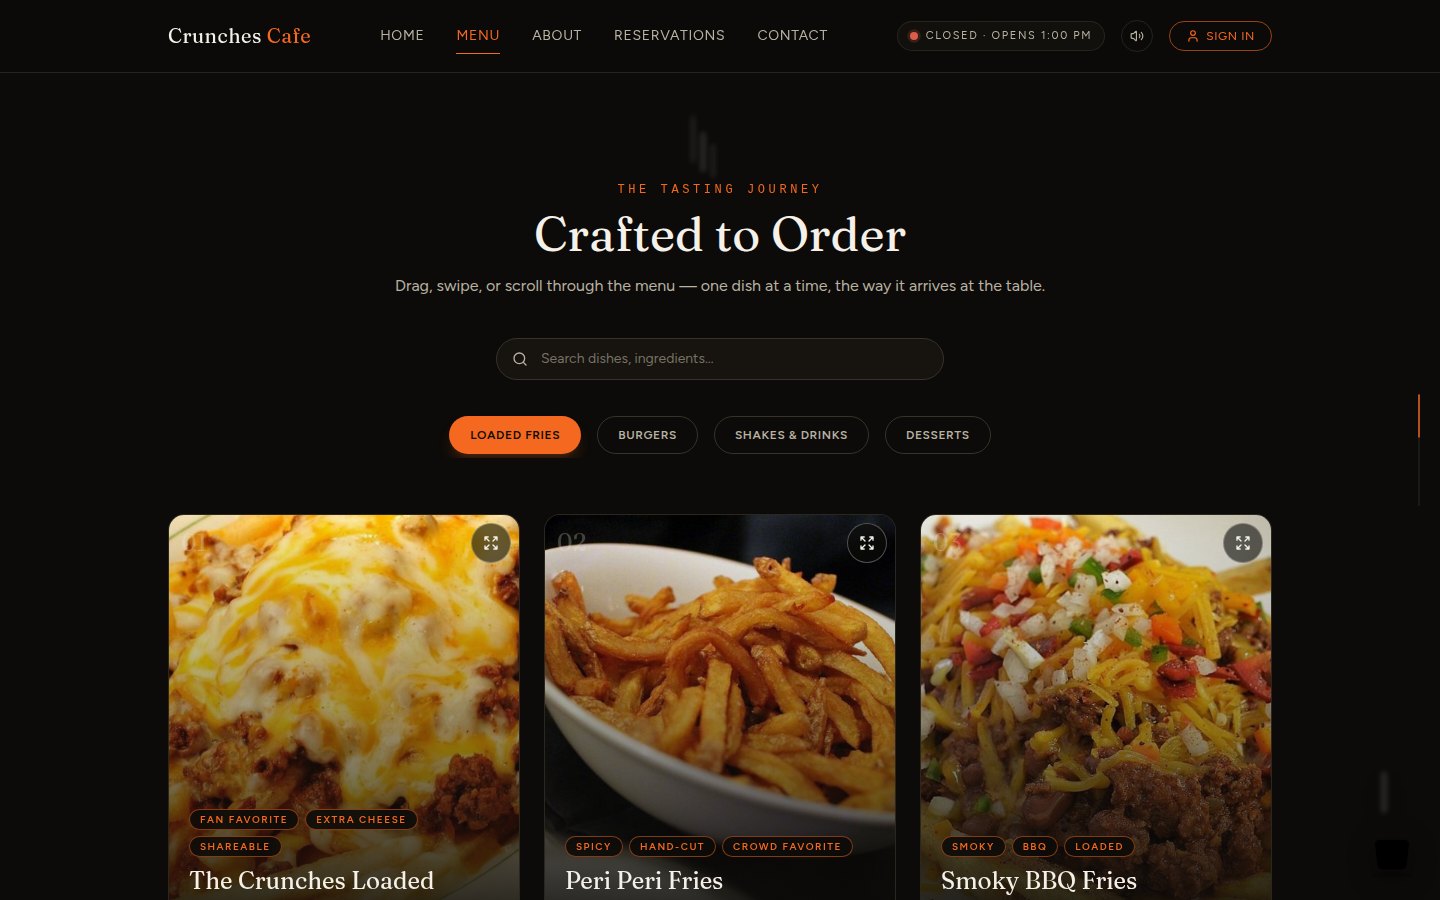 Crunches Cafe
HOME
MENU
ABOUT
RESERVATIONS
CONTACT
CLOSED · OPENS 1:00 PM
SIGN IN
THE TASTING JOURNEY
Crafted to Order
Drag, swipe, or scroll through the menu — one dish at a time, the way it arrives at the table.
Search dishes, ingredients...
LOADED FRIES
BURGERS
SHAKES & DRINKS
DESSERTS
02
03
FAN FAVORITE
EXTRA CHEESE
SHAREABLE
The Crunches Loaded
SPICY
HAND-CUT
CROWD FAVORITE
Peri Peri Fries
SMOKY
BBQ
LOADED
Smoky BBQ Fries